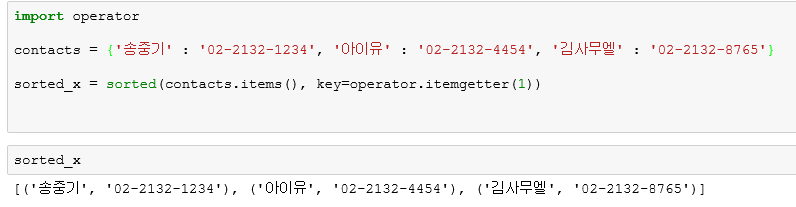 import operator
contacts = {'송중기' : '02-2132-1234', '아이유' : '02-2132-4454', '김사무엘' : '02-2132-8765'}
sorted_x = sorted(contacts.items(), key=operator.itemgetter(1))
sorted_x
[('송중기', '02-2132-1234'), ('아이유', '02-2132-4454'), ('김사무엘', '02-2132-8765')]